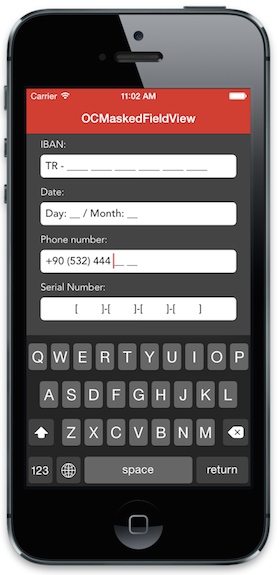 Carrier 11:02 AM
OCMaskedFieldView
IBAN:
TR - ____ ____ ____ ____ ____ ____
Date:
Day: __ / Month: __
Phone number:
+90 (532) 444 __ __
Serial Number:
[ ]-[ ]-[ ]-[ ]
Q W E R T Y U I O P
A S D F G H J K L
Z X C V B N M
123 space return